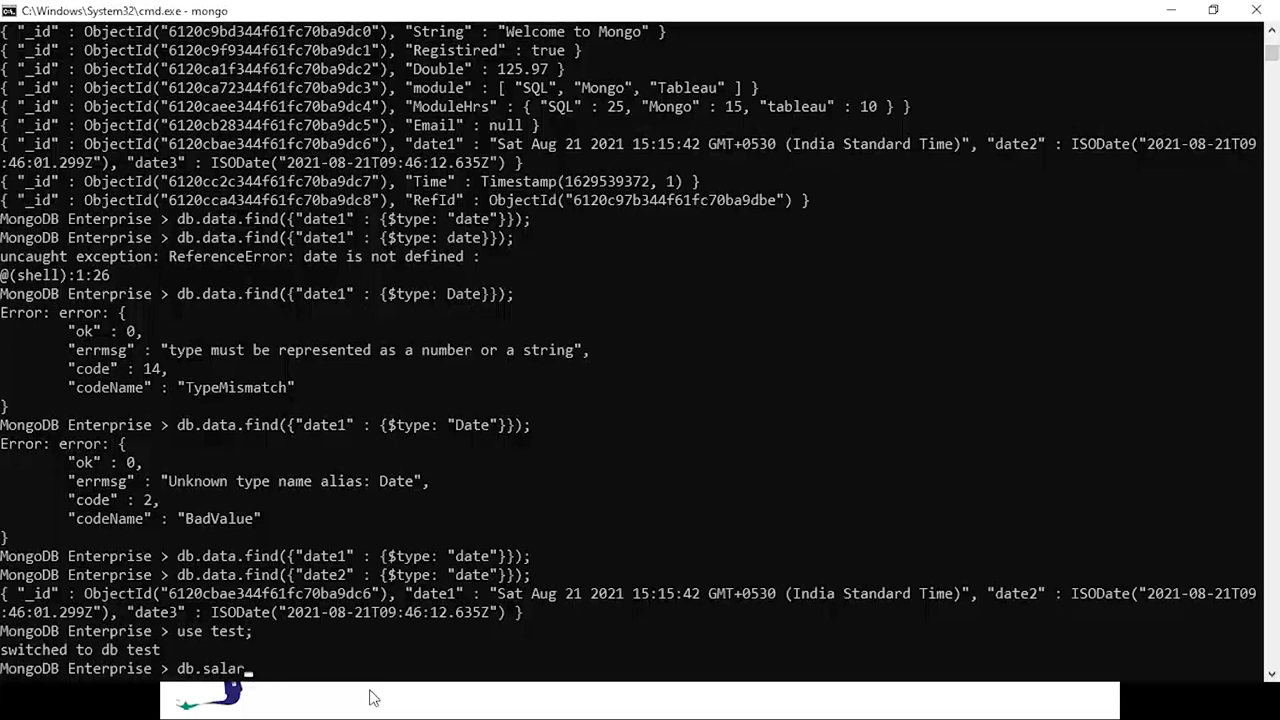 C:\Windows\System32\cmd.exe - mongo
{ "_id" : ObjectId("6120c9bd344f61fc70ba9dc0"), "String" : "Welcome to Mongo" }
{ "_id" : ObjectId("6120c9f9344f61fc70ba9dc1"), "Registired" : true }
{ "_id" : ObjectId("6120ca1f344f61fc70ba9dc2"), "Double" : 125.97 }
{ "_id" : ObjectId("6120ca72344f61fc70ba9dc3"), "module" : [ "SQL", "Mongo", "Tableau" ] }
{ "_id" : ObjectId("6120caee344f61fc70ba9dc4"), "ModuleHrs" : { "SQL" : 25, "Mongo" : 15, "tableau" : 10 } }
{ "_id" : ObjectId("6120cb28344f61fc70ba9dc5"), "Email" : null }
{ "_id" : ObjectId("6120cbae344f61fc70ba9dc6"), "date1" : "Sat Aug 21 2021 15:15:42 GMT+0530 (India Standard Time)", "date2" : ISODate("2021-08-21T09
:46:01.299Z"), "date3" : ISODate("2021-08-21T09:46:12.635Z") }
{ "_id" : ObjectId("6120cc2c344f61fc70ba9dc7"), "Time" : Timestamp(1629539372, 1) }
{ "_id" : ObjectId("6120cca4344f61fc70ba9dc8"), "RefId" : ObjectId("6120c97b344f61fc70ba9dbe") }
MongoDB Enterprise > db.data.find({"date1" : {$type: "date"}});
MongoDB Enterprise > db.data.find({"date1" : {$type: date}});
uncaught exception: ReferenceError: date is not defined :
@(shell):1:26
MongoDB Enterprise > db.data.find({"date1" : {$type: Date}});
Error: error: {
"ok" : 0,
"errmsg" : "type must be represented as a number or a string",
"code" : 14,
"codeName" : "TypeMismatch"
}
MongoDB Enterprise > db.data.find({"date1" : {$type: "Date"}});
Error: error: {
"ok" : 0,
"errmsg" : "Unknown type name alias: Date",
"code" : 2,
"codeName" : "BadValue"
}
MongoDB Enterprise > db.data.find({"date1" : {$type: "date"}});
MongoDB Enterprise > db.data.find({"date2" : {$type: "date"}});
{ "_id" : ObjectId("6120cbae344f61fc70ba9dc6"), "date1" : "Sat Aug 21 2021 15:15:42 GMT+0530 (India Standard Time)", "date2" : ISODate("2021-08-21T09
:46:01.299Z"), "date3" : ISODate("2021-08-21T09:46:12.635Z") }
MongoDB Enterprise > use test;
switched to db test
MongoDB Enterprise > db.salar